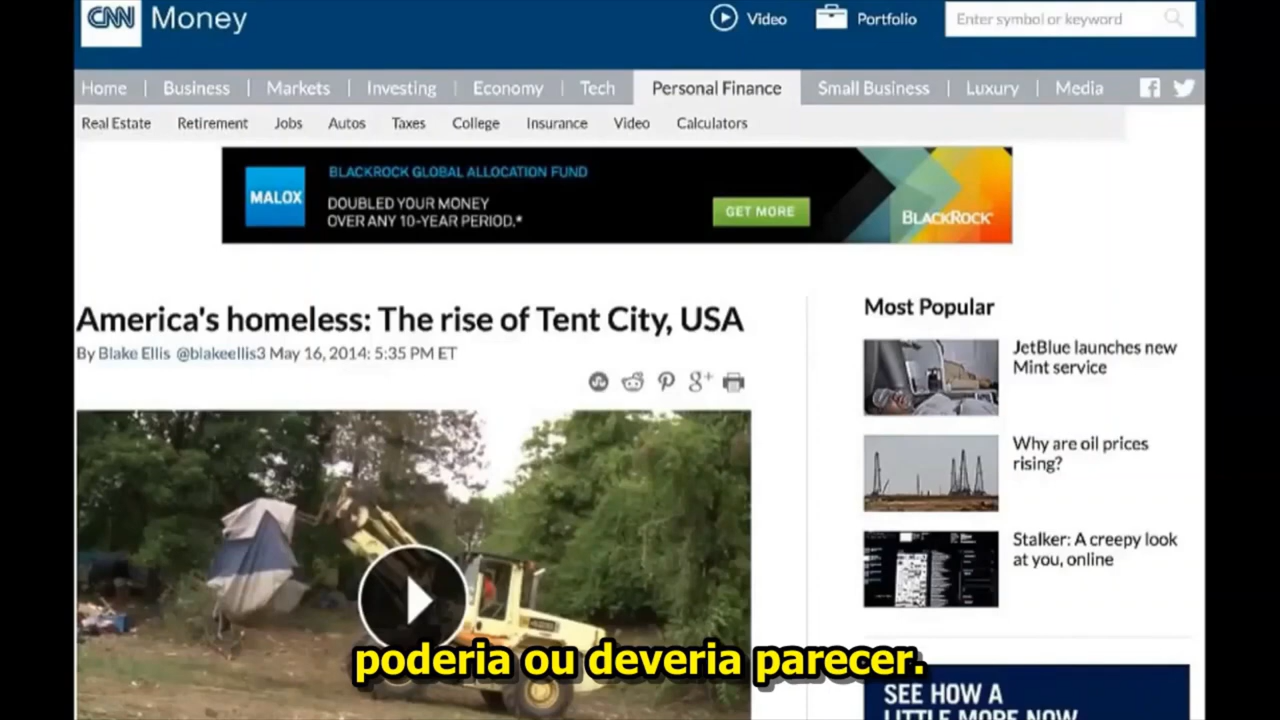 CNN Money
Video
Portfolio
Enter symbol or keyword
Home
Business
Markets
Investing
Economy
Tech
Personal Finance
Small Business
Luxury
Media
Real Estate
Retirement
Jobs
Autos
Taxes
College
Insurance
Video
Calculators
MALOX
BLACKROCK GLOBAL ALLOCATION FUND
DOUBLED YOUR MONEY
OVER ANY 10-YEAR PERIOD.*
GET MORE
BLACKROCK®
America's homeless: The rise of Tent City, USA
By Blake Ellis @blakeellis3 May 16, 2014: 5:35 PM ET
Most Popular
JetBlue launches new
Mint service
Why are oil prices
rising?
Stalker: A creepy look
at you, online
poderia ou deveria parecer.
SEE HOW A
LITTLE MORE NOW